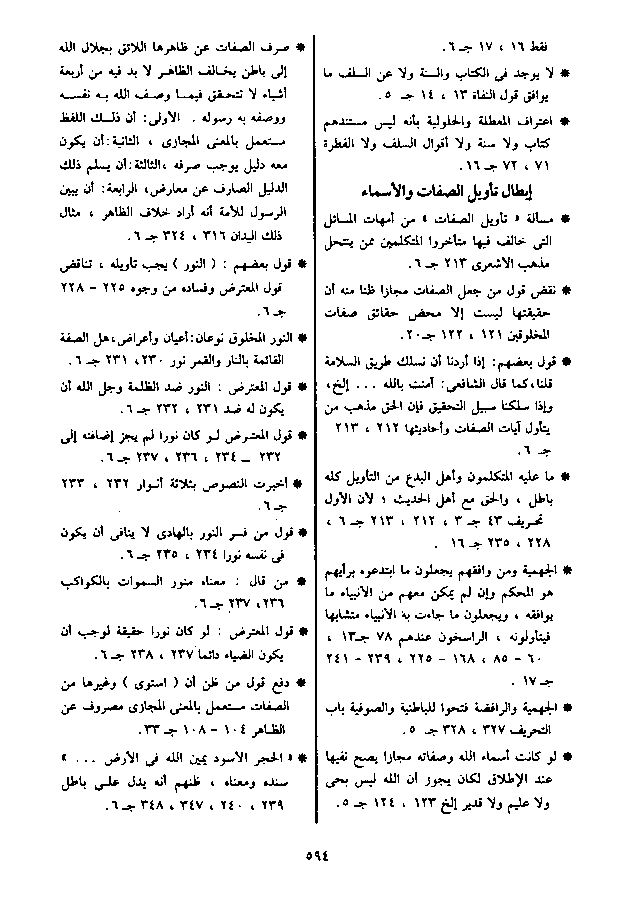 فقط ١٦ ، ١٧ جـ ٦.
* لا يوجد فى الكتاب والسنة ولا عن السلف ما
يوافق قول النفاة ١٣ ، ١٤ جـ ٥.
* اعتراف المعطلة والحلولية بأنه ليس مستندهم
كتاب ولا سنة ولا أقوال السلف ولا الفطرة
٧١ ، ٧٢ جـ ١٦.
إبطال تأويل الصفات والأسماء
* مسألة « تأويل الصفات » من أمهات المسائل
التى خالف فيها متأخروا المتكلمين ممن ينتحل
مذهب الأشعرى ٢١٣ جـ ٦.
* نقض قول من جعل الصفات مجازا ظنا منه أن
حقيقتها ليست إلا محض حقائق صفات
المخلوقين ١٢١ ، ١٢٢ جـ ٢٠.
* قول بعضهم: إذا أردنا أن نسلك طريق السلامة
قلنا، كما قال الشافعى: آمنت بالله ... إلخ،
وإذا سلكنا سبيل التحقيق فإن الحق مذهب من
يتأول آيات الصفات وأحاديثها ٢١٢ ، ٢١٣
جـ ٦.
* ما عليه المتكلمون وأهل البدع من التأويل كله
باطل ، والحق مع أهل الحديث ؛ لأن الأول
تحريف ٤٣ جـ ٣ ، ٢١٢ ، ٢١٣ جـ ٦ ،
٢٢٨ ، ٢٣٥ جـ ١٦ .
* الجهمية ومن وافقهم يجعلون ما ابتدعوه برأيهم
هو المحكم وإن لم يكن معهم من الأنبياء ما
يوافقه ، ويجعلون ما جاءت به الأنبياء متشابها
فيتأولونه ، الراسخون عندهم ٧٨ جـ ١٣ ،
٦٠ - ٨٥ ، ١٦٨ - ٢٢٥ ، ٢٣٩ - ٢٤١
جـ ١٧ .
* الجهمية والرافضة فتحوا للباطنية والصوفية باب
التحريف ٣٢٧ ، ٣٢٨ جـ ٥.
* لو كانت أسماء الله وصفاته مجازا يصح نفيها
عند الإطلاق لكان يجوز أن الله ليس بحى
ولا عليم ولا قدير إلخ ١٢٣ ، ١٢٤ جـ ٥.
* صرف الصفات عن ظاهرها اللائق بجلال الله
إلى باطن يخالف الظاهر لا بد فيه من أربعة
أشياء لا تتحقق فيما وصف الله به نفسه
ووصفه به رسوله . الأولى: أن ذلك اللفظ
مستعمل بالمعنى المجازى ، الثانية: أن يكون
معه دليل يوجب صرفه ، الثالثة: أن يسلم ذلك
الدليل الصارف عن معارض، الرابعة: أن يبين
الرسول للأمة أنه أراد خلاف الظاهر ، مثال
ذلك اليدان ٣١٦ ، ٣٢٤ جـ ٦.
* قول بعضهم : ( النور ) يجب تأويله ، تناقض
قول المعترض وفساده من وجوه ٢٢٥ - ٢٢٨
جـ ٦.
* النور المخلوق نوعان: أعيان وأعراض، هل الصفة
القائمة بالنار والقمر نور ٢٣٠، ٢٣١ جـ ٦.
* قول المعترض : النور ضد الظلمة وجل الله أن
يكون له ضد ٢٣١ ، ٢٣٢ جـ ٦.
* قول المعترض لو كان نورا لم يجز إضافته إلى
٢٣٢ - ٢٣٤ ، ٢٣٦ ، ٢٣٧ جـ ٦.
* أخبرت النصوص بثلاثة أنوار ٢٣٢ ، ٢٣٣
جـ ٦.
* قول من فسر النور بالهادى لا ينافى أن يكون
فى نفسه نورا ٢٣٤ ، ٢٣٥ جـ ٦.
* من قال : معناه منور السموات بالكواكب
٢٣٦، ٢٣٧ جـ ٦.
* قول المعترض : لو كان نورا حقيقة لوجب أن
يكون الضياء دائما ٢٣٧ ، ٢٣٨ جـ ٦.
* دفع قول من ظن أن ( استوى ) وغيرها من
الصفات مستعمل بالمعنى المجازى مصروف عن
الظاهر ١٠٤ - ١٠٨ جـ ٣٣.
* « الحجر الأسود يمين الله فى الأرض ... »
سنده ومعناه ، ظنهم أنه يدل على باطل
٢٣٩ ، ٢٤٠ ، ٣٤٧ ، ٣٤٨ جـ ٦.
٥٩٤